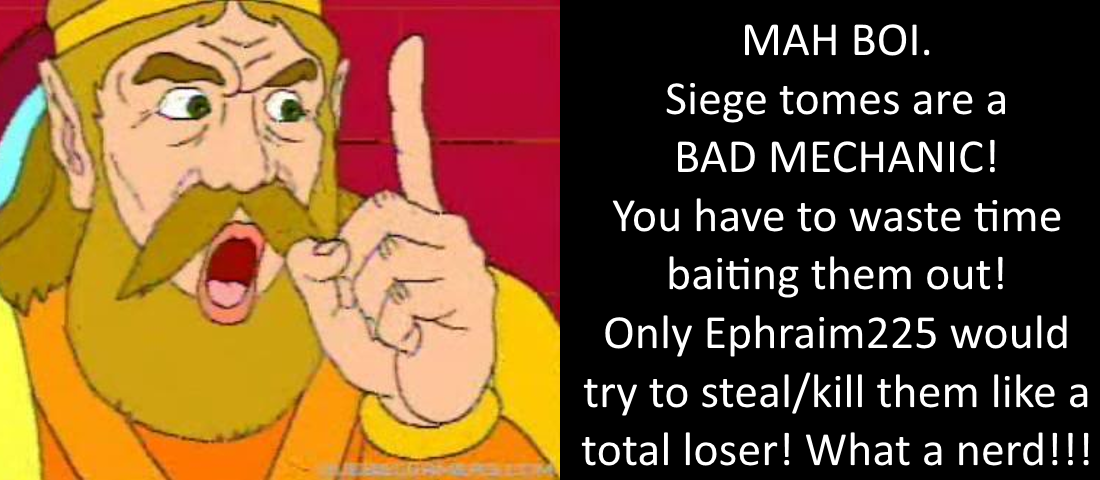 MAH BOI.
Siege tomes are a
BAD MECHANIC!
You have to waste time
baiting them out!
Only Ephraim225 would
try to steal/kill them like a
total loser! What a nerd!!!